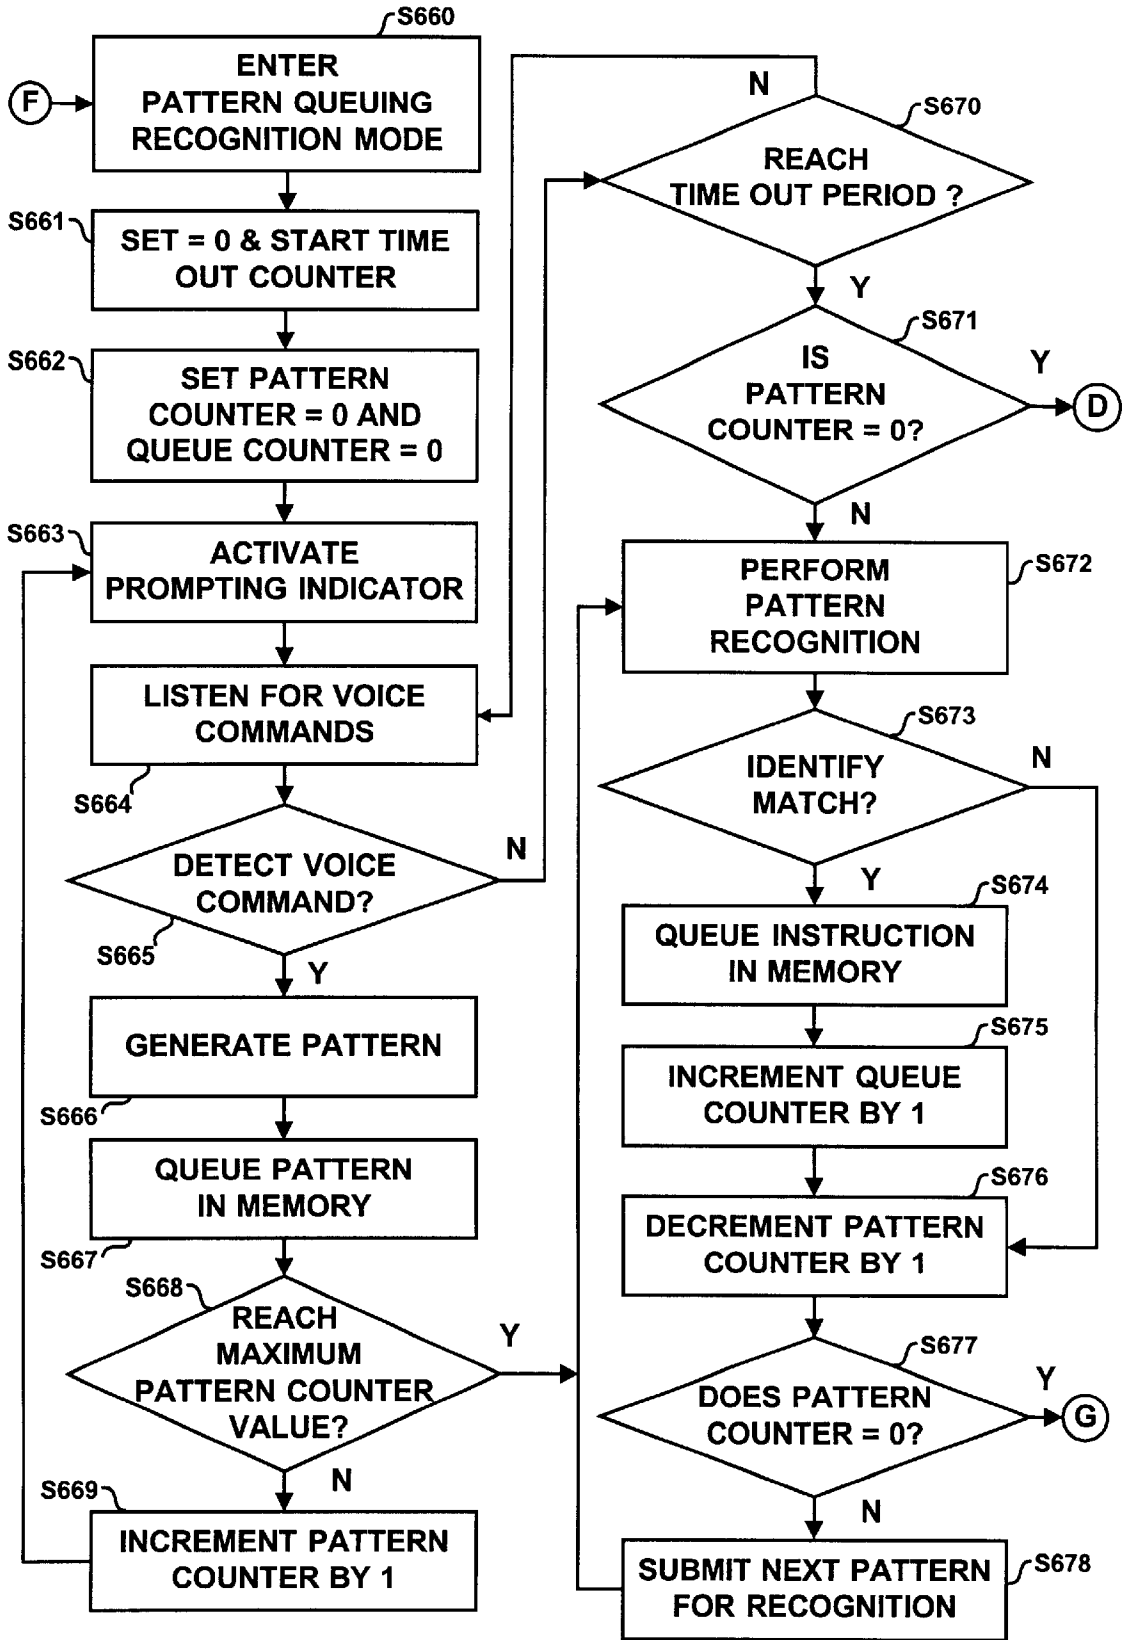 S660
F
ENTER
PATTERN QUEUING
RECOGNITION MODE
S661
SET = 0 & START TIME
OUT COUNTER
S662
SET PATTERN
COUNTER = 0 AND
QUEUE COUNTER = 0
S663
ACTIVATE
PROMPTING INDICATOR
LISTEN FOR VOICE
COMMANDS
S664
DETECT VOICE
COMMAND?
N
S665
Y
GENERATE PATTERN
S666
QUEUE PATTERN
IN MEMORY
S667
S668
REACH
MAXIMUM
PATTERN COUNTER
VALUE?
Y
N
S669
INCREMENT PATTERN
COUNTER BY 1
N
S670
REACH
TIME OUT PERIOD ?
Y
S671
IS
PATTERN
COUNTER = 0?
Y
D
N
S672
PERFORM
PATTERN
RECOGNITION
S673
IDENTIFY
MATCH?
N
Y
S674
QUEUE INSTRUCTION
IN MEMORY
S675
INCREMENT QUEUE
COUNTER BY 1
S676
DECREMENT PATTERN
COUNTER BY 1
S677
DOES PATTERN
COUNTER = 0?
Y
G
N
SUBMIT NEXT PATTERN
FOR RECOGNITION
S678